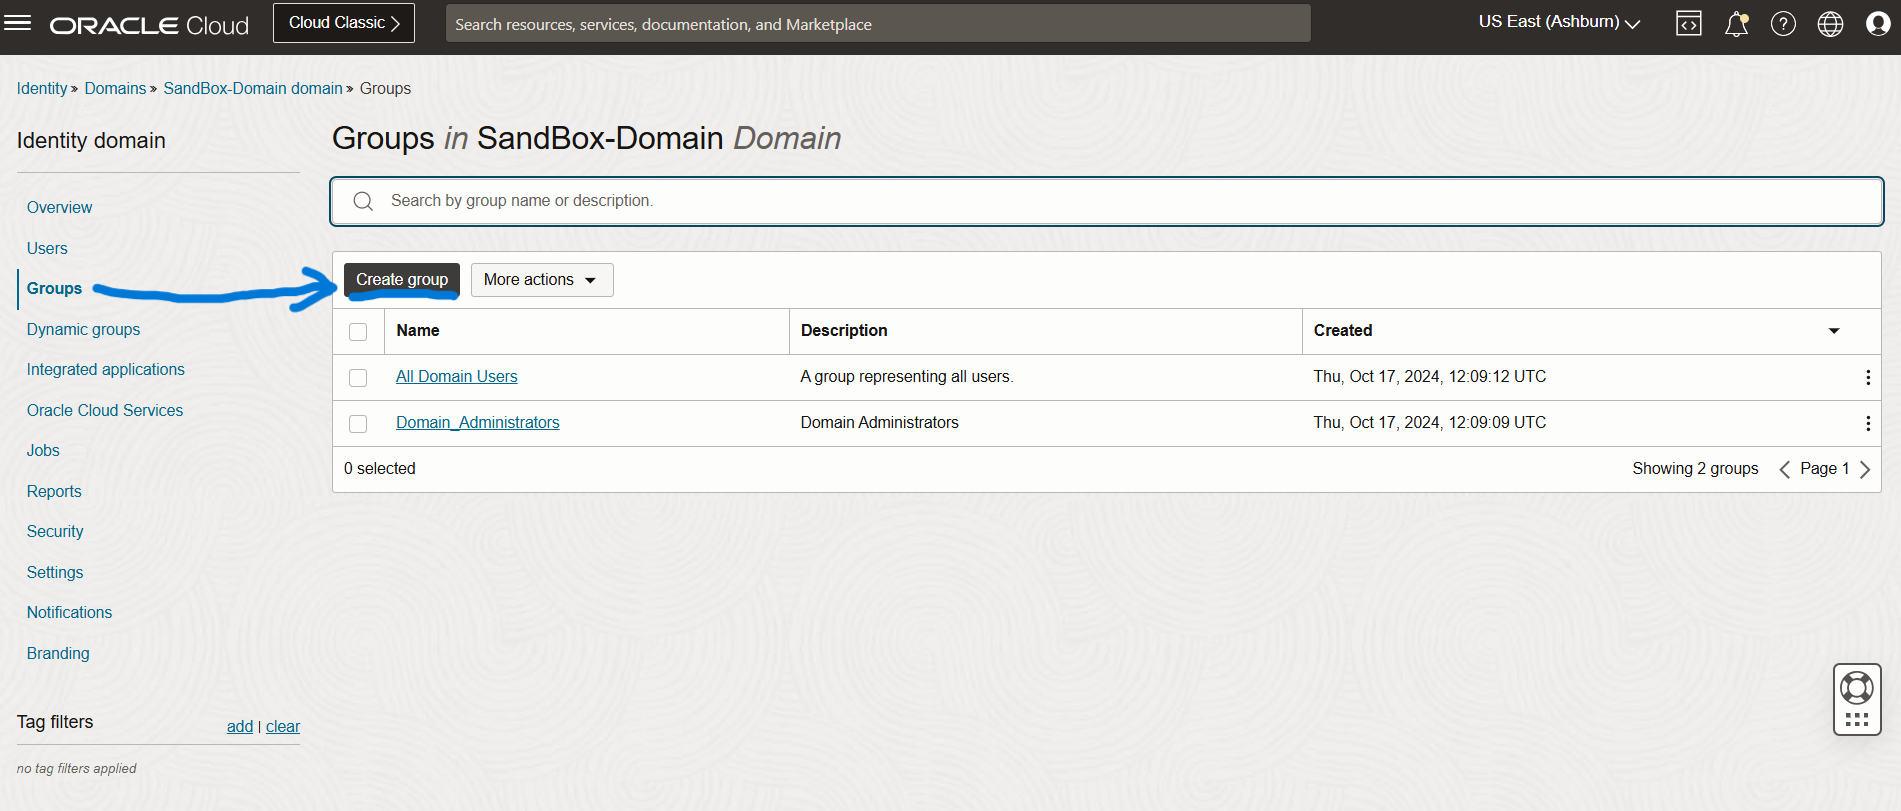 ORACLE Cloud
Cloud Classic
Search resources, services, documentation, and Marketplace
US East (Ashburn)
Identity » Domains » SandBox-Domain domain » Groups
Identity domain
Overview
Users
Groups
Dynamic groups
Integrated applications
Oracle Cloud Services
Jobs
Reports
Security
Settings
Notifications
Branding
Tag filters
add | clear
no tag filters applied
Groups in SandBox-Domain Domain
Search by group name or description.
Create group
More actions
Name Description Created
All Domain Users A group representing all users. Thu, Oct 17, 2024, 12:09:12 UTC
Domain_Administrators Domain Administrators Thu, Oct 17, 2024, 12:09:09 UTC
0 selected
Showing 2 groups
Page 1